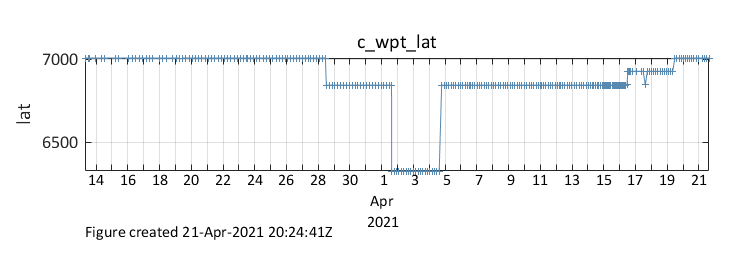 c_wpt_lat
7000
6500
lat
14 16 18 20 22 24 26 28 30 1 3 5 7 9 11 13 15 17 19 21
Apr
2021
Figure created 21-Apr-2021 20:24:41Z